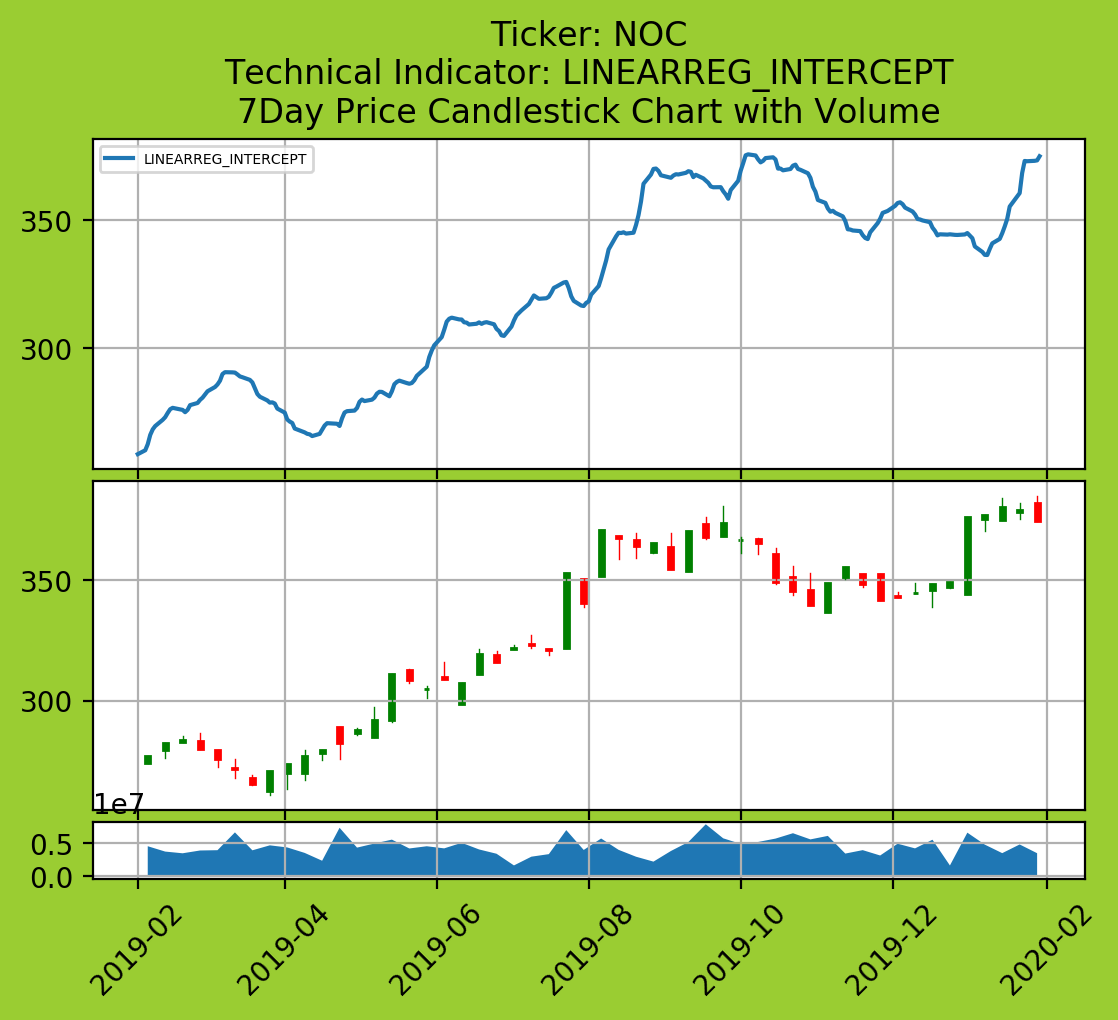 Ticker: NOC
Technical Indicator: LINEARREG_INTERCEPT
7Day Price Candlestick Chart with Volume
LINEARREG_INTERCEPT
350
300
350
300
1e7
0.5
0.0
2019-02
2019-04
2019-06
2019-08
2019-10
2019-12
2020-02